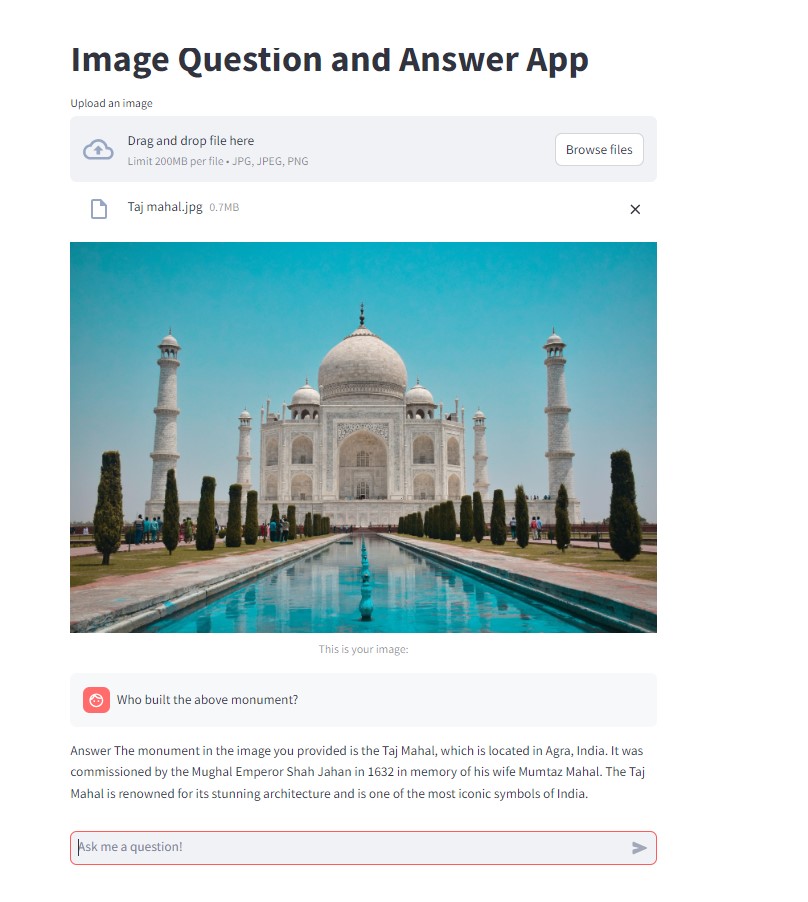 Image Question and Answer App
Upload an image
Drag and drop file here
Limit 200MB per file • JPG, JPEG, PNG
Browse files
Taj mahal.jpg 0.7MB
This is your image:
Who built the above monument?
Answer The monument in the image you provided is the Taj Mahal, which is located in Agra, India. It was
commissioned by the Mughal Emperor Shah Jahan in 1632 in memory of his wife Mumtaz Mahal. The Taj
Mahal is renowned for its stunning architecture and is one of the most iconic symbols of India.
Ask me a question!